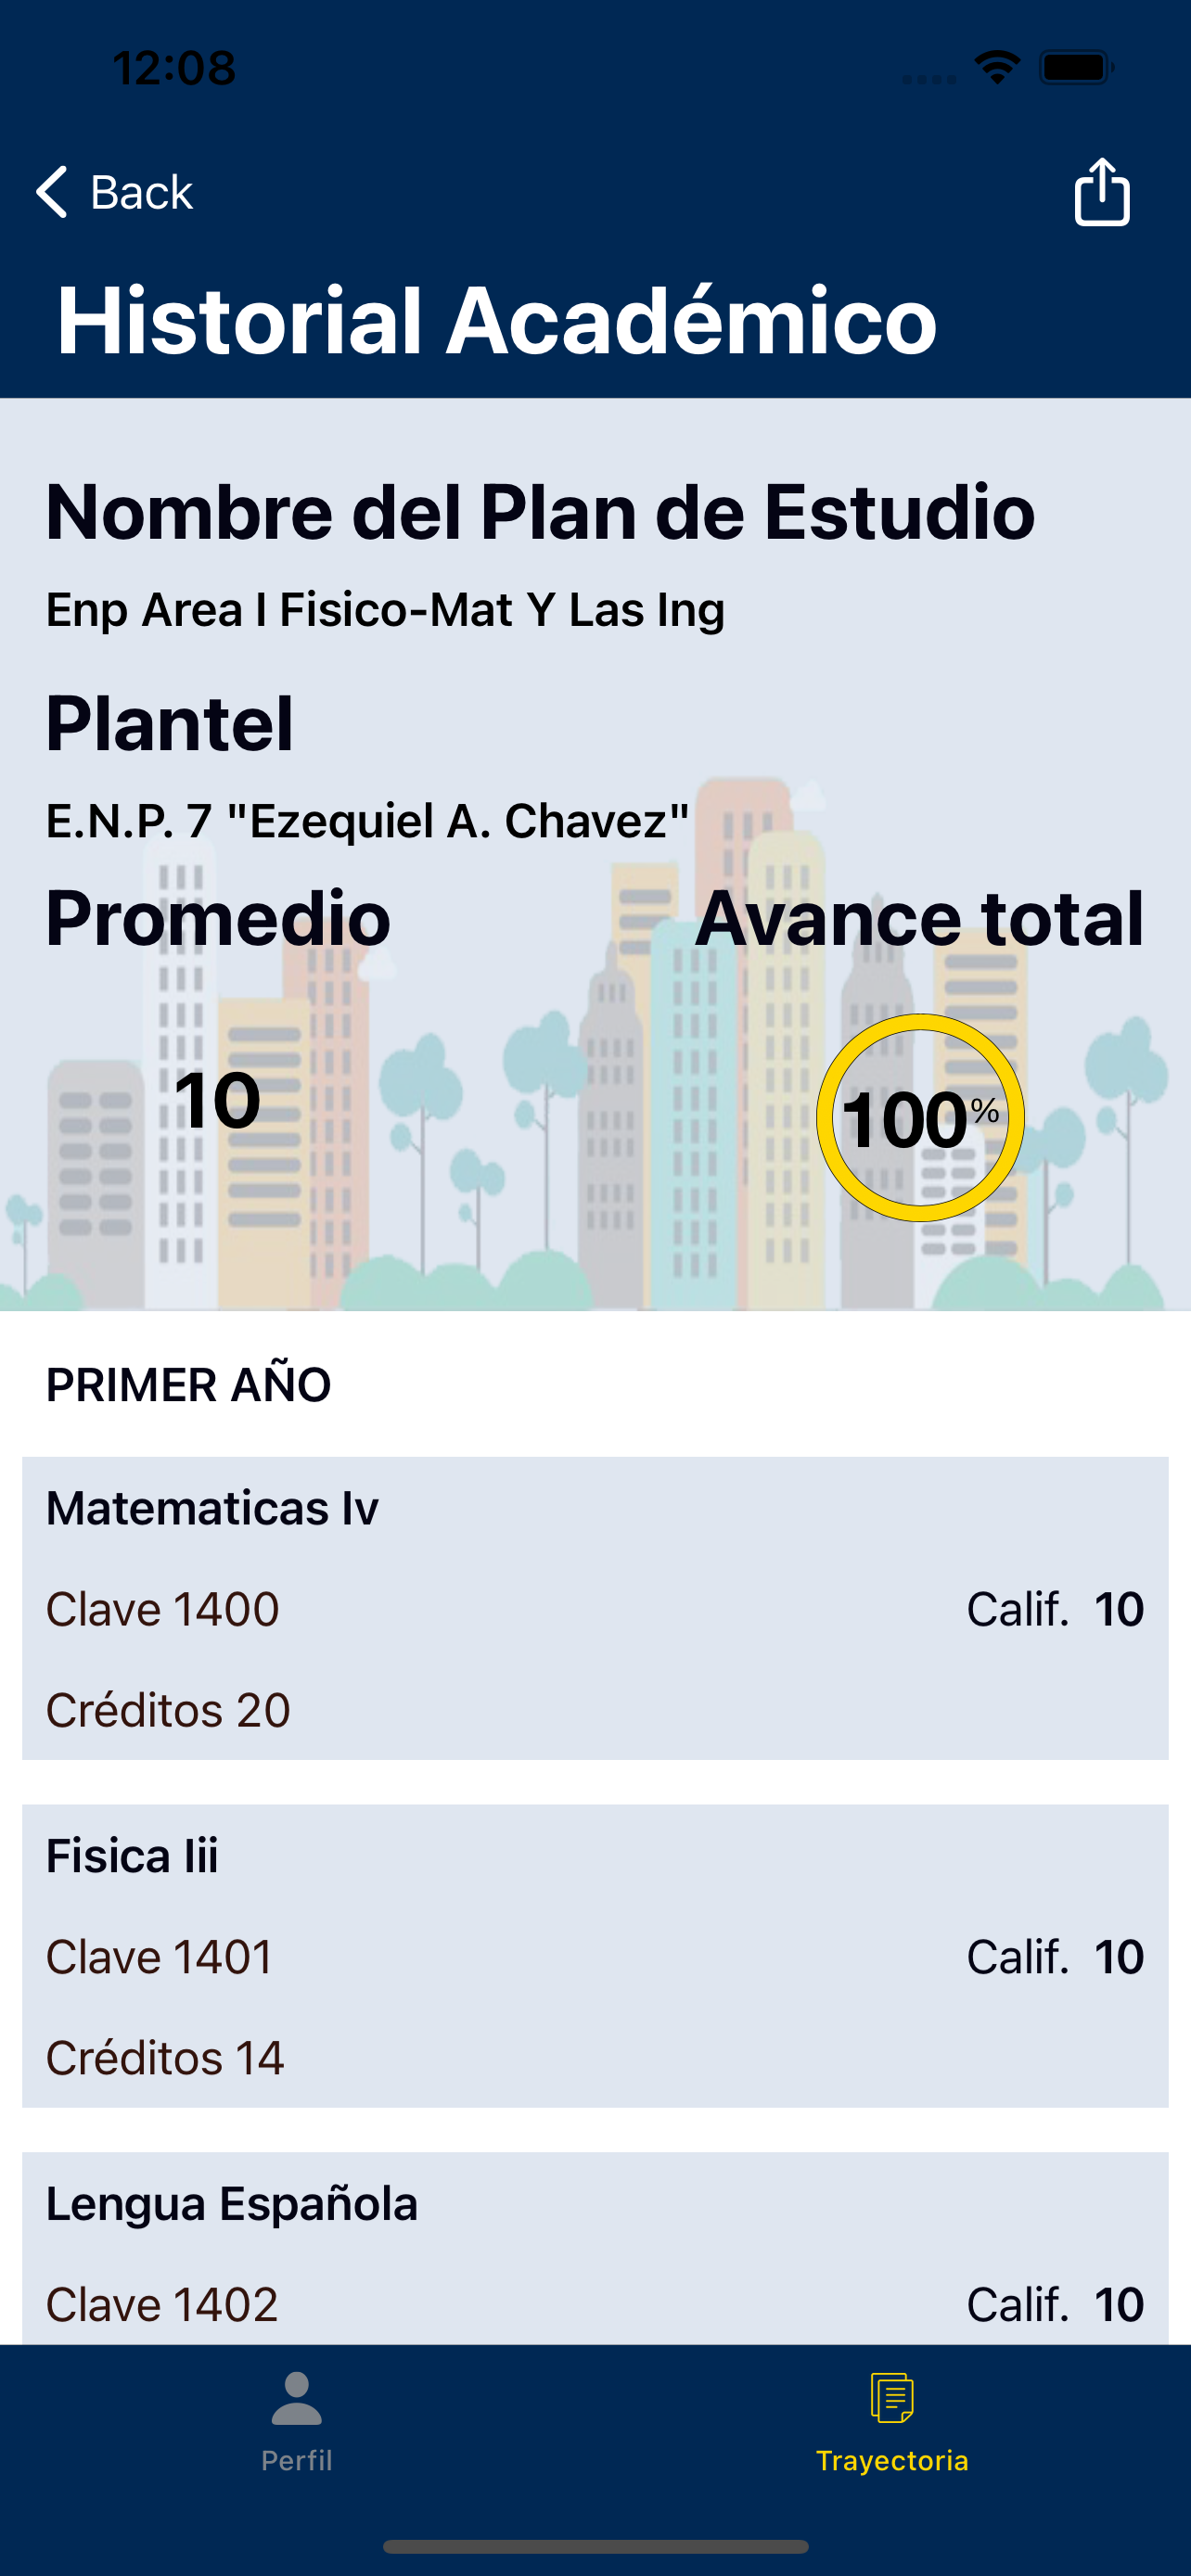 12:08
Back
Historial Académico
Nombre del Plan de Estudio
Enp Area I Fisico-Mat Y Las Ing
Plantel
E.N.P. 7 "Ezequiel A. Chavez"
Promedio
Avance total
10
100%
PRIMER AÑO
Matematicas Iv
Clave 1400
Calif. 10
Créditos 20
Fisica Iii
Clave 1401
Calif. 10
Créditos 14
Lengua Española
Clave 1402
Calif. 10
Perfil
Trayectoria